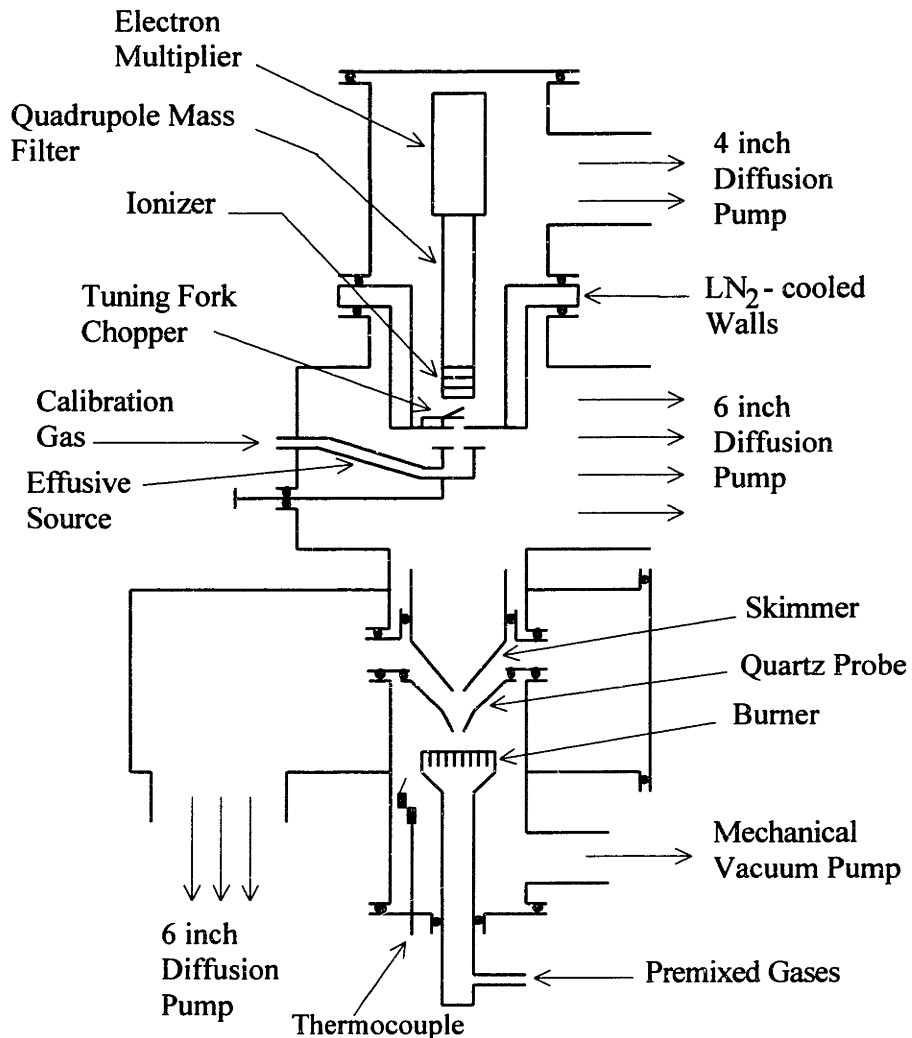 Electron
Multiplier
Quadrupole Mass
Filter
Ionizer
Tuning Fork
Chopper
Calibration
Gas
Effusive
Source
4 inch
Diffusion
Pump
LN2 - cooled
Walls
6 inch
Diffusion
Pump
Skimmer
Quartz Probe
Burner
Mechanical
Vacuum Pump
6 inch
Diffusion
Pump
Premixed Gases
Thermocouple